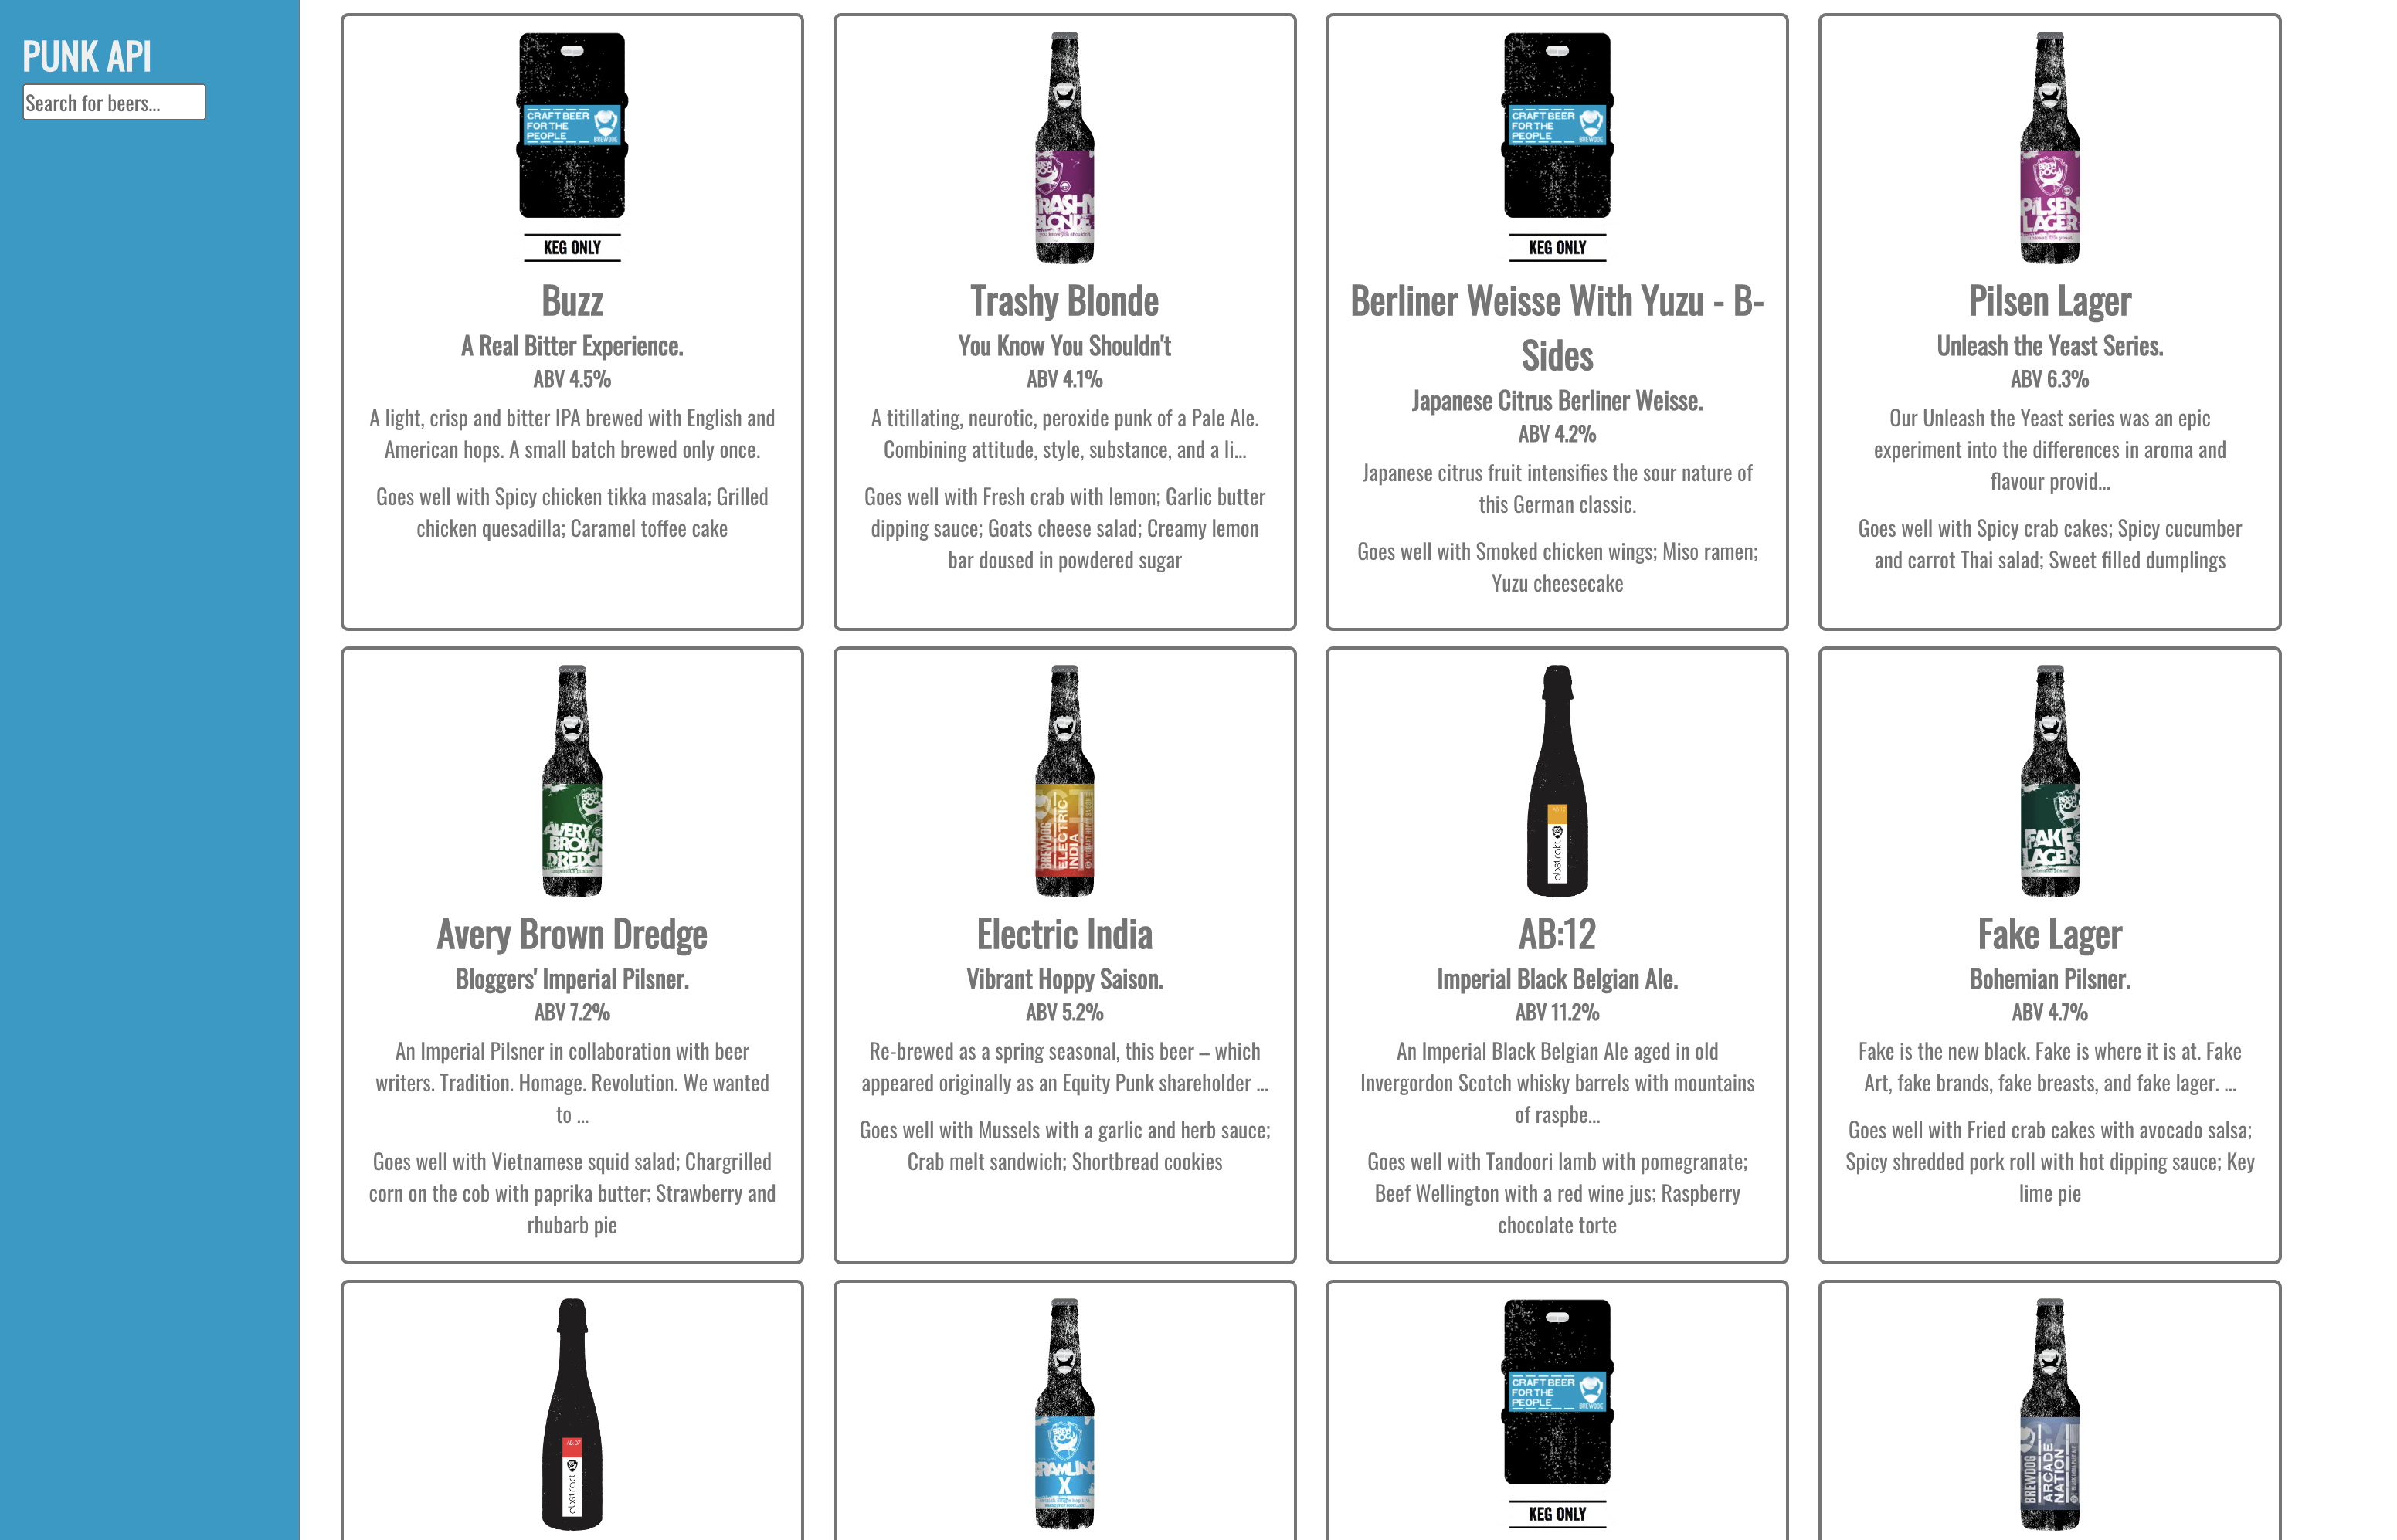 PUNK API
Search for beers...
CRAFT BEER
FOR THE
PEOPLE
BREWDOG
KEG ONLY
Buzz
A Real Bitter Experience.
ABV 4.5%
A light, crisp and bitter IPA brewed with English and
American hops. A small batch brewed only once.
Goes well with Spicy chicken tikka masala; Grilled
chicken quesadilla; Caramel toffee cake
BREW
DOG
TRASHY
BLONDE
Trashy Blonde
You Know You Shouldn't
ABV 4.1%
A titillating, neurotic, peroxide punk of a Pale Ale.
Combining attitude, style, substance, and a li...
Goes well with Fresh crab with lemon; Garlic butter
dipping sauce; Goats cheese salad; Creamy lemon
bar doused in powdered sugar
CRAFT BEER
FOR THE
PEOPLE
BREWDOG
KEG ONLY
Berliner Weisse With Yuzu - B-
Sides
Japanese Citrus Berliner Weisse.
ABV 4.2%
Japanese citrus fruit intensifies the sour nature of
this German classic.
Goes well with Smoked chicken wings; Miso ramen;
Yuzu cheesecake
BREW
DOG
PILSEN
LAGER
Pilsen Lager
Unleash the Yeast Series.
ABV 6.3%
Our Unleash the Yeast series was an epic
experiment into the differences in aroma and
flavour provid...
Goes well with Spicy crab cakes; Spicy cucumber
and carrot Thai salad; Sweet filled dumplings
BREW
DOG
AVERY
BROWN
DREDGE
imperial pilsner
Avery Brown Dredge
Bloggers' Imperial Pilsner.
ABV 7.2%
An Imperial Pilsner in collaboration with beer
writers. Tradition. Homage. Revolution. We wanted
to ...
Goes well with Vietnamese squid salad; Chargrilled
corn on the cob with paprika butter; Strawberry and
rhubarb pie
BREWDOG
ELECTRIC
INDIA
Electric India
Vibrant Hoppy Saison.
ABV 5.2%
Re-brewed as a spring seasonal, this beer – which
appeared originally as an Equity Punk shareholder ...
Goes well with Mussels with a garlic and herb sauce;
Crab melt sandwich; Shortbread cookies
abstrakt
AB:12
Imperial Black Belgian Ale.
ABV 11.2%
An Imperial Black Belgian Ale aged in old
Invergordon Scotch whisky barrels with mountains
of raspbe...
Goes well with Tandoori lamb with pomegranate;
Beef Wellington with a red wine jus; Raspberry
chocolate torte
BREW
DOG
FAKE
LAGER
bohemian pilsner
Fake Lager
Bohemian Pilsner.
ABV 4.7%
Fake is the new black. Fake is where it is at. Fake
Art, fake brands, fake breasts, and fake lager. ...
Goes well with Fried crab cakes with avocado salsa;
Spicy shredded pork roll with hot dipping sauce; Key
lime pie
AB:07
abstrakt
BREW
DOG
BRAMLING
X
CRAFT BEER
FOR THE
PEOPLE
BREWDOG
KEG ONLY
BREWDOG
ARCADE
NATION